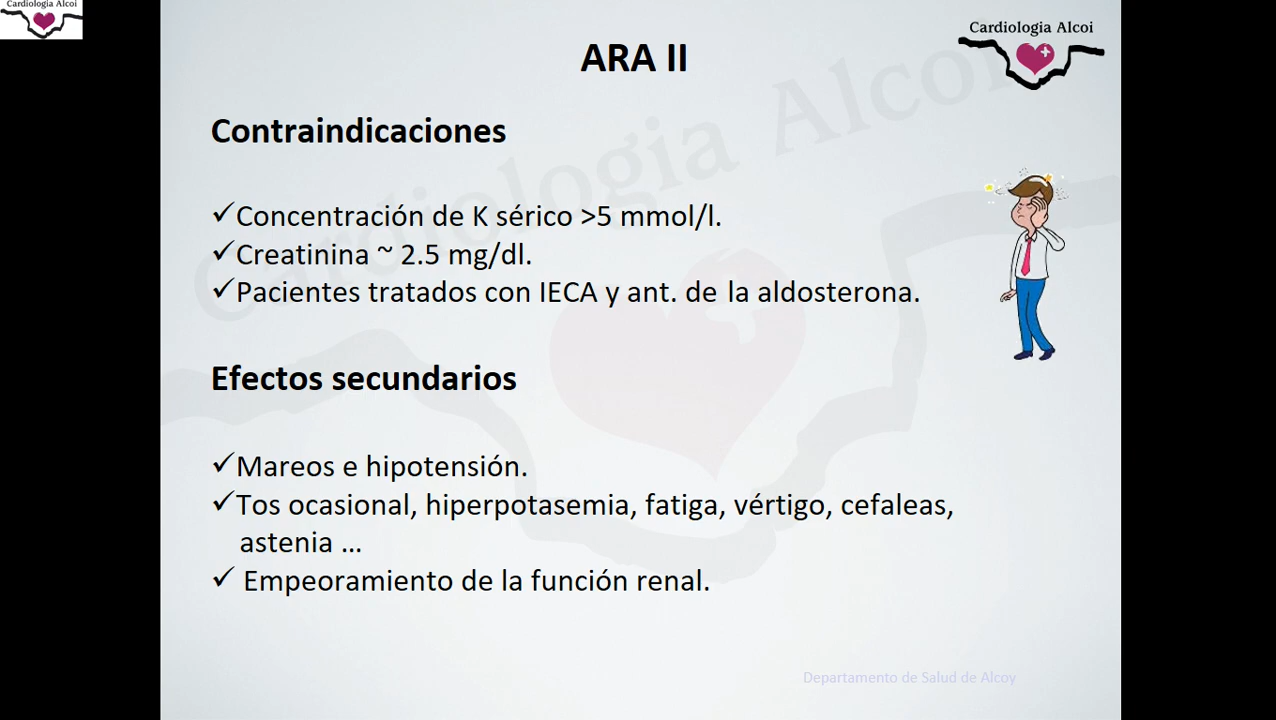 Cardiologia Alcoi
Cardiologia Alcoi
ARA II
Contraindicaciones
✓Concentración de K sérico >5 mmol/l.
✓Creatinina ~ 2.5 mg/dl.
✓Pacientes tratados con IECA y ant. de la aldosterona.
Efectos secundarios
✓Mareos e hipotensión.
✓Tos ocasional, hiperpotasemia, fatiga, vértigo, cefaleas,
astenia ...
✓ Empeoramiento de la función renal.
Cardiologia Alcoi
Departamento de Salud de Alcoy